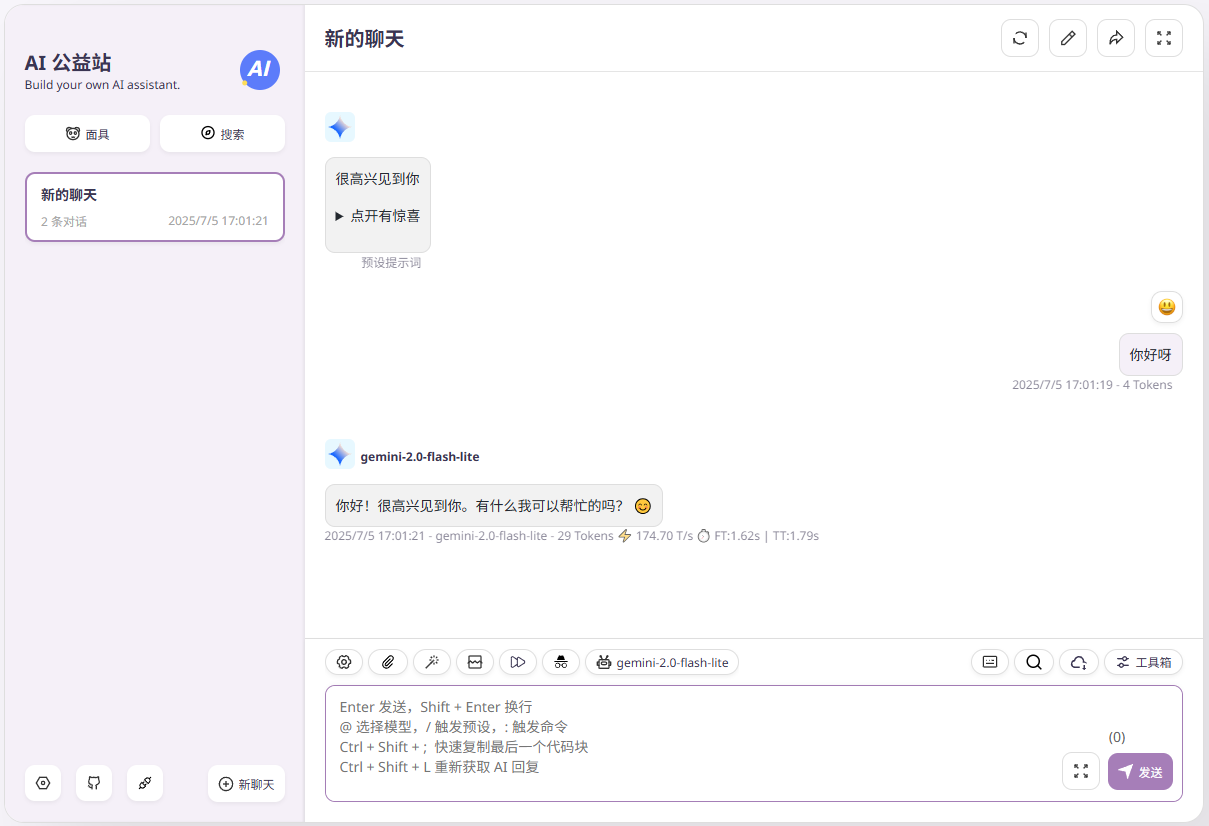 AI 公益站
Build your own AI assistant.
AI
面具
搜索
新的聊天
2 条对话
2025/7/5 17:01:21
新聊天
新的聊天
很高兴见到你
▶ 点开有惊喜
预设提示词
你好呀
2025/7/5 17:01:19 - 4 Tokens
gemini-2.0-flash-lite
你好！很高兴见到你。有什么我可以帮忙的吗？ 😊
2025/7/5 17:01:21 - gemini-2.0-flash-lite - 29 Tokens ⚡ 174.70 T/s ⏱ FT:1.62s | TT:1.79s
gemini-2.0-flash-lite
工具箱
Enter 发送，Shift + Enter 换行
@ 选择模型，/ 触发预设，: 触发命令
Ctrl + Shift + ；快速复制最后一个代码块
Ctrl + Shift + L 重新获取 AI 回复
(0)
发送